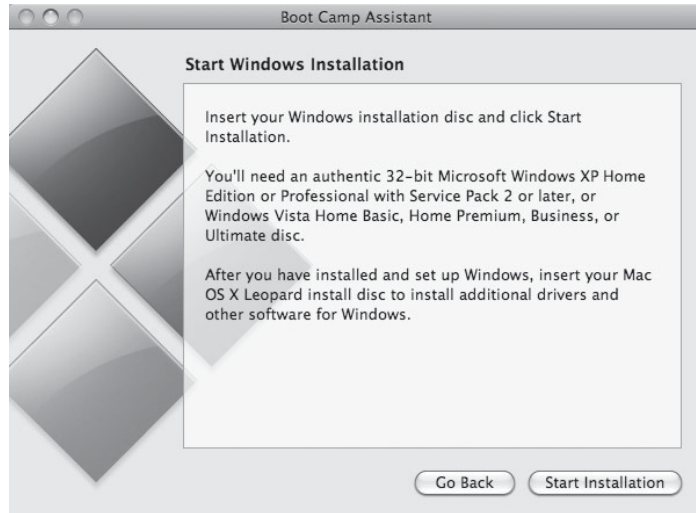 Boot Camp Assistant
Start Windows Installation
Insert your Windows installation disc and click Start
Installation.
You'll need an authentic 32-bit Microsoft Windows XP Home
Edition or Professional with Service Pack 2 or later, or
Windows Vista Home Basic, Home Premium, Business, or
Ultimate disc.
After you have installed and set up Windows, insert your Mac
OS X Leopard install disc to install additional drivers and
other software for Windows.
Go Back
Start Installation